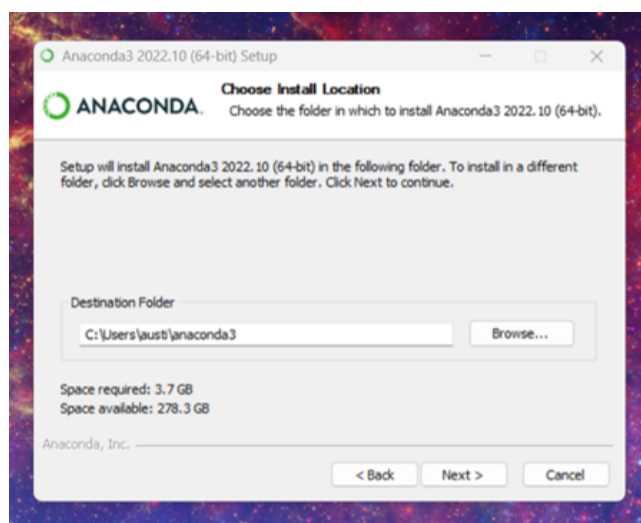 Anaconda3 2022.10 (64-bit) Setup
ANACONDA.
Choose Install Location
Choose the folder in which to install Anaconda3 2022.10 (64-bit).
Setup will install Anaconda3 2022.10 (64-bit) in the following folder. To install in a different
folder, click Browse and select another folder. Click Next to continue.
Destination Folder
C:\Users\austi\anaconda3
Browse...
Space required: 3.7 GB
Space available: 278.3 GB
Anaconda, Inc.
< Back
Next >
Cancel